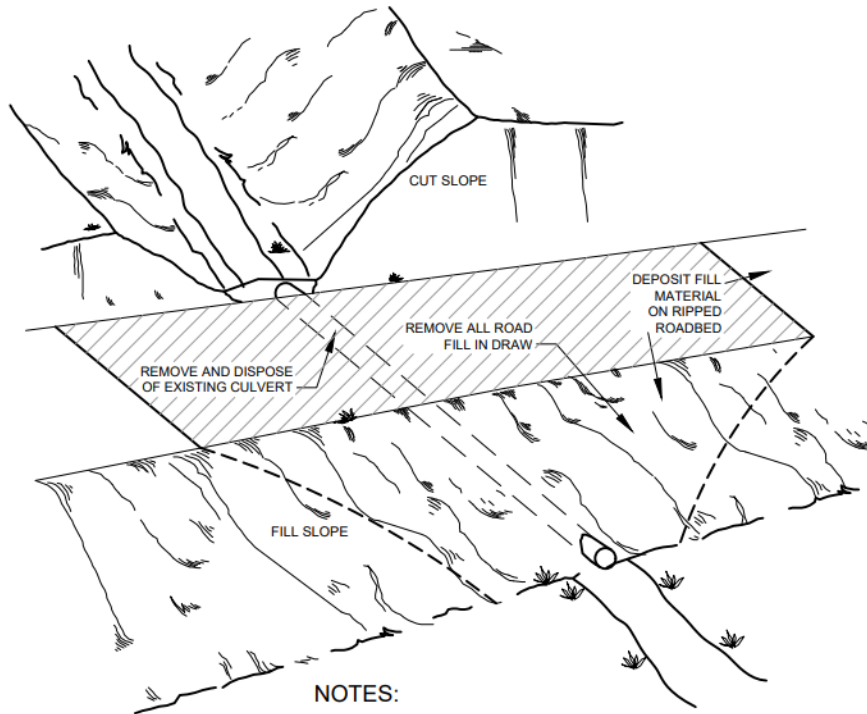 CUT SLOPE
DEPOSIT FILL
MATERIAL
ON RIPPED
ROADBED
REMOVE ALL ROAD
FILL IN DRAW
REMOVE AND DISPOSE
OF EXISTING CULVERT
FILL SLOPE
NOTES: